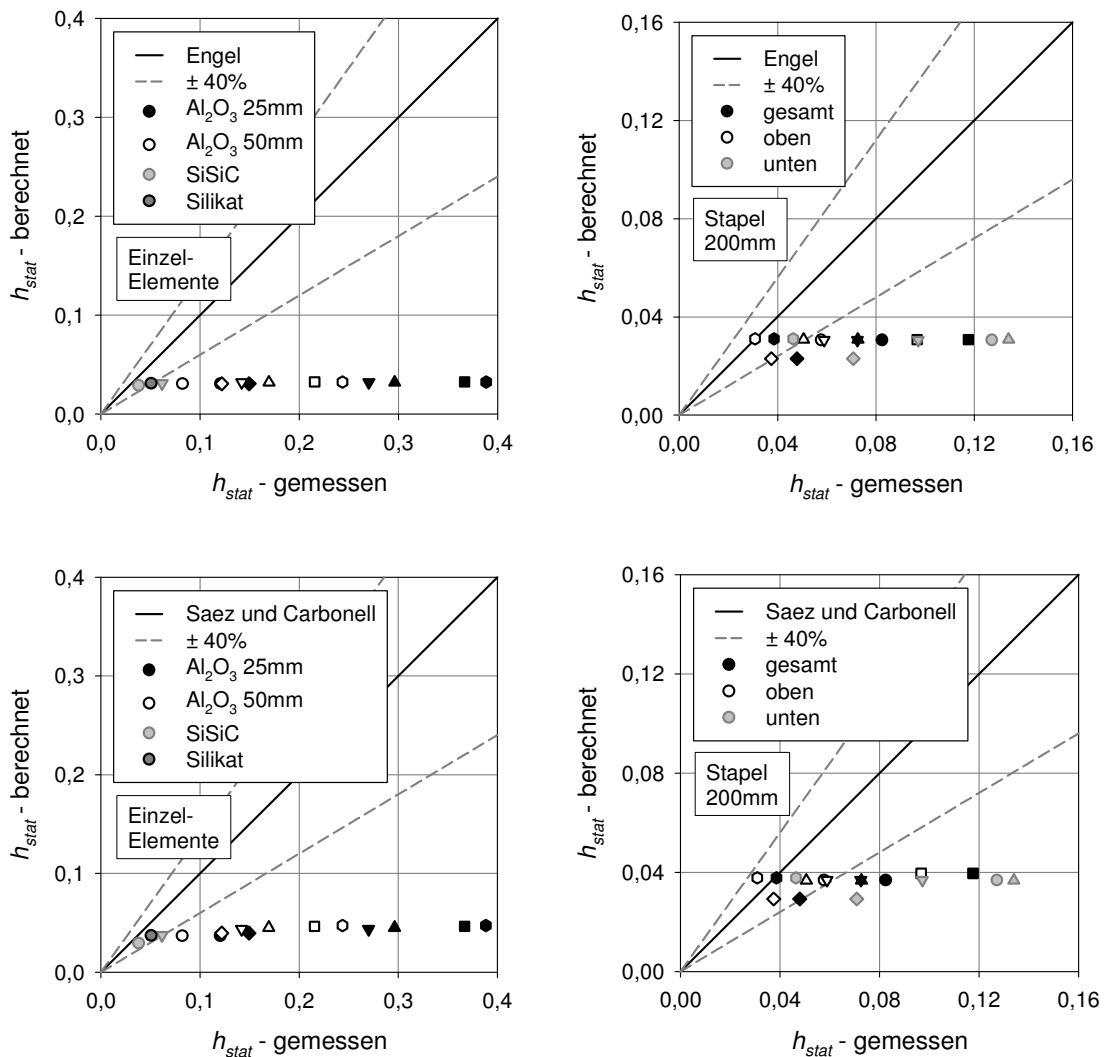 0,4
0,3
0,2
0,1
0,0
h_stat - berechnet
Engel
± 40%
Al₂O₃ 25mm
Al₂O₃ 50mm
SiSiC
Silikat
Einzel-
Elemente
0,0 0,1 0,2 0,3 0,4
h_stat - gemessen
0,16
0,12
0,08
0,04
0,00
h_stat - berechnet
Engel
± 40%
gesamt
oben
unten
Stapel
200mm
0,00 0,04 0,08 0,12 0,16
h_stat - gemessen
0,4
0,3
0,2
0,1
0,0
h_stat - berechnet
Saez und Carbonell
± 40%
Al₂O₃ 25mm
Al₂O₃ 50mm
SiSiC
Silikat
Einzel-
Elemente
0,0 0,1 0,2 0,3 0,4
h_stat - gemessen
0,16
0,12
0,08
0,04
0,00
h_stat - berechnet
Saez und Carbonell
± 40%
gesamt
oben
unten
Stapel
200mm
0,00 0,04 0,08 0,12 0,16
h_stat - gemessen